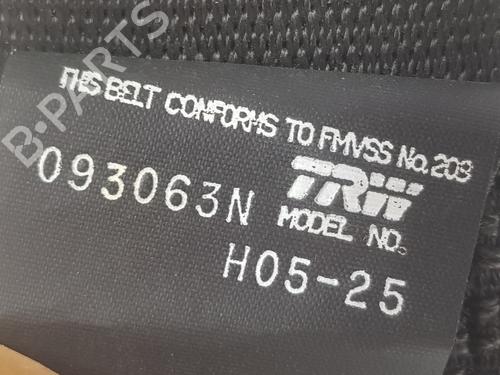 THIS BELT CONFORMS TO FMVSS No. 209
093063N TRW
MODEL NO.
H05-25
B-PARTS